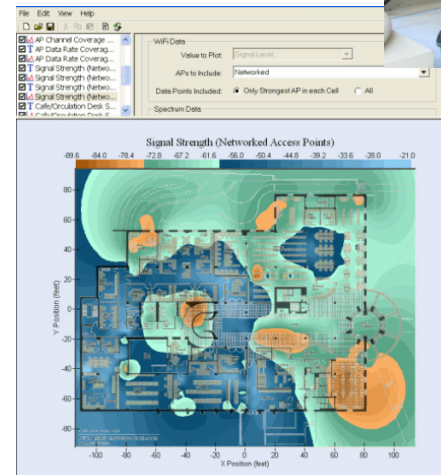 File Edit View Help
AP Channel Coverage ...
AP Data Rate Coverag...
AP Data Rate Coverag...
Signal Strength (Netwo...
Signal Strength (Netwo...
Signal Strength (Netwo...
Signal Strength (Netwo...
Cafe/Circulation Desk S...
WiFi Data
Value to Plot: Signal Level
APs to Include: Networked
Data Points Included: Only Strongest AP in each Cell All
Spectrum Data
Signal Strength (Networked Access Points)
-89.6 -84.0 -78.4 -72.8 -67.2 -61.6 -56.0 -50.4 -44.8 -39.2 -33.6 -28.0 -21.0
80
60
40
20
0
-20
-40
-60
-80
Y Position (feet)
-100 -80 -60 -40 -20 0 20 40 60 80 100
X Position (feet)